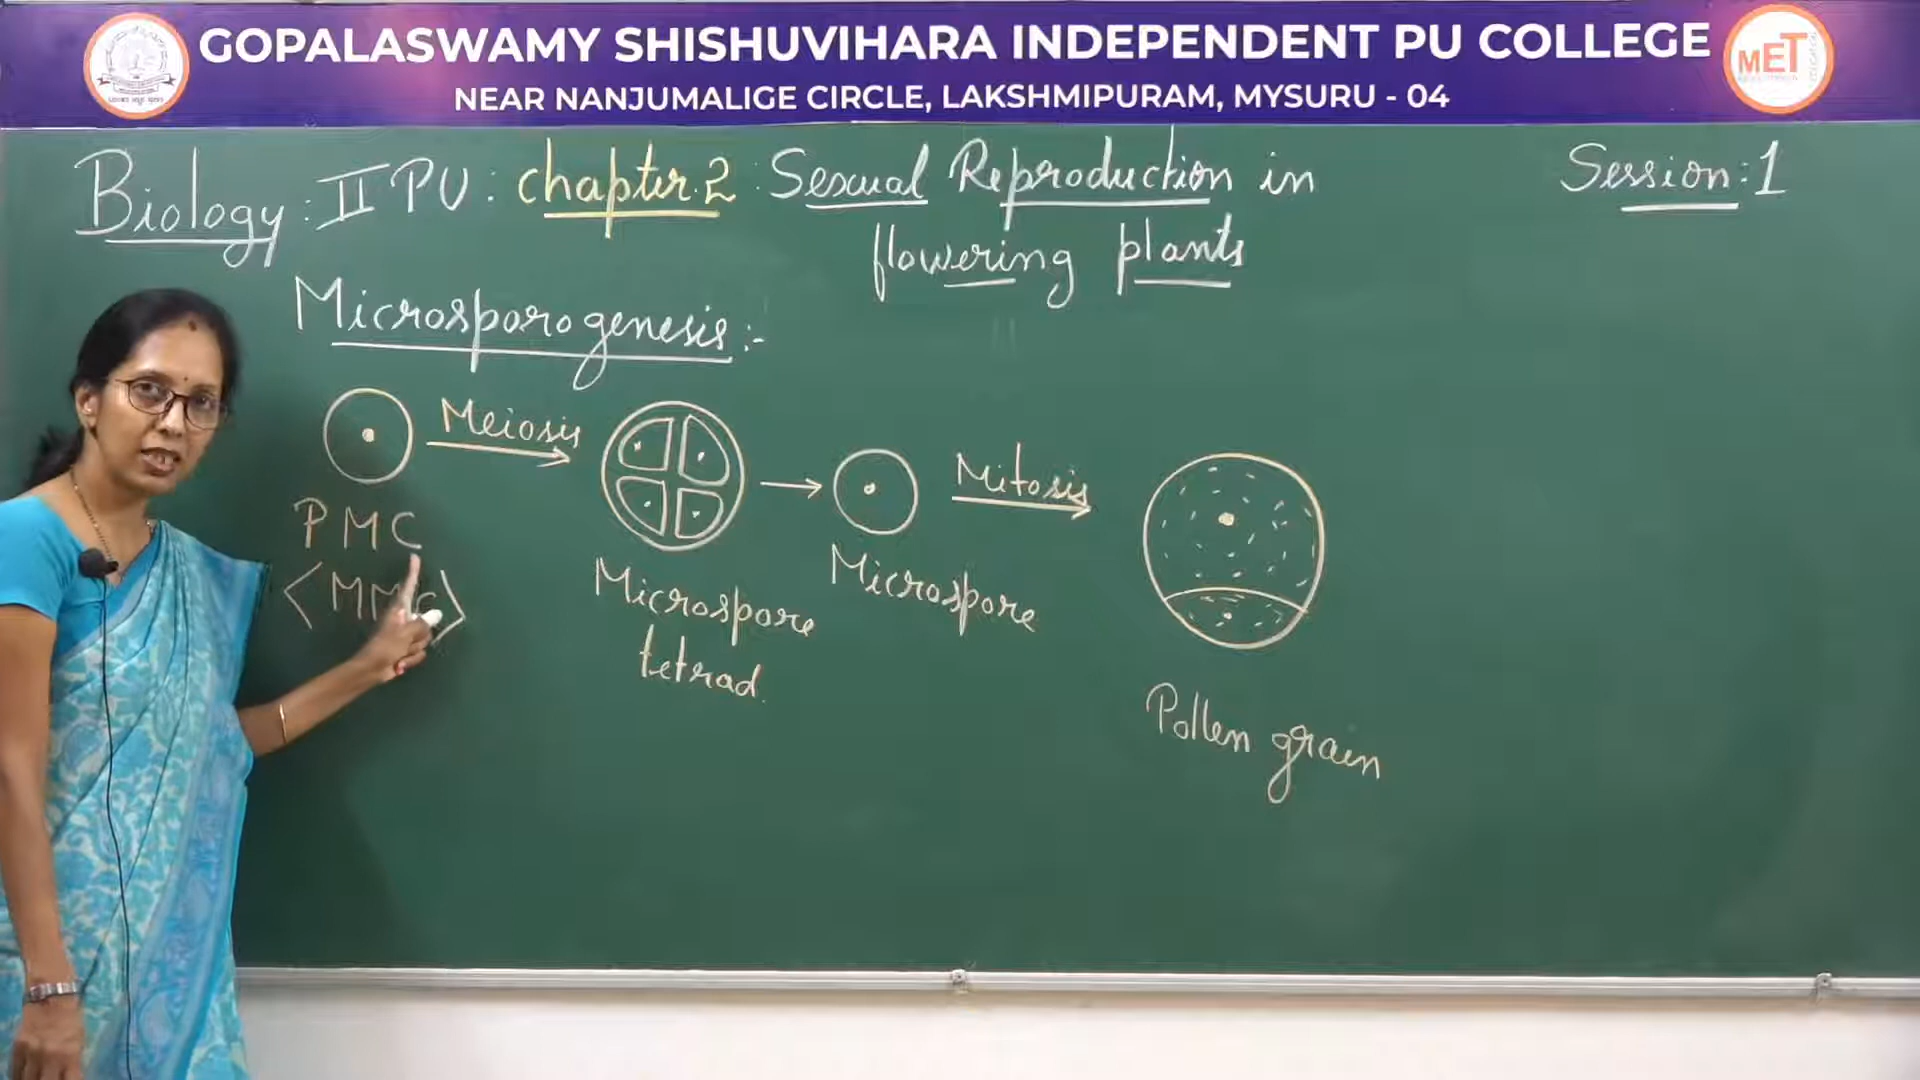 GOPALASWAMY SHISHUVIHARA INDEPENDENT PU COLLEGE
NEAR NANJUMALIGE CIRCLE, LAKSHMIPURAM, MYSURU - 04
MET
Biology: II PU: chapter.2: Sexual Reproduction in
flowering plants
Session:1
Microsporogenesis:-
Meiosis
Mitosis
PMC
<MMC>
Microspore
tetrad
Microspore
Pollen grain